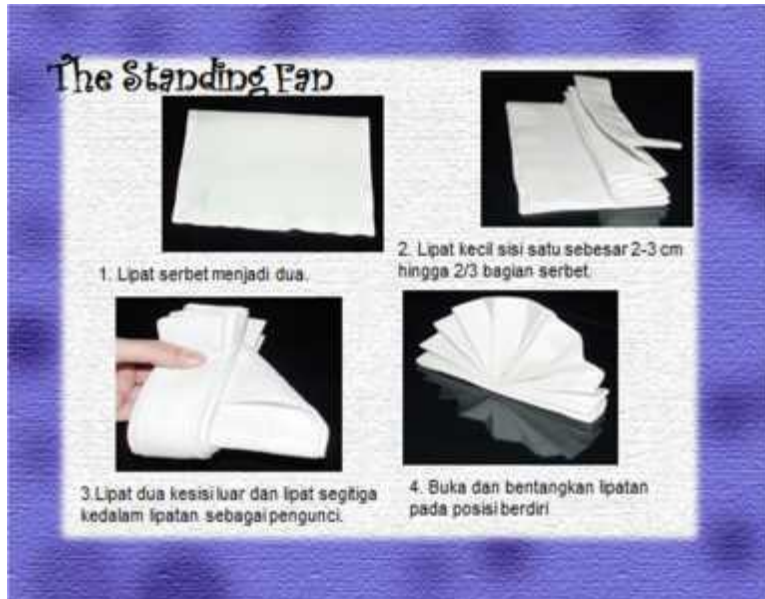 The Standing Fan
1. Lipat serbet menjadi dua.
2. Lipat kecil sisi satu sebesar 2-3 cm
hingga 2/3 bagian serbet.
3.Lipat dua kesisi luar dan lipat segitiga
kedalam lipatan sebagai pengunci.
4. Buka dan bentangkan lipatan
pada posisi berdiri